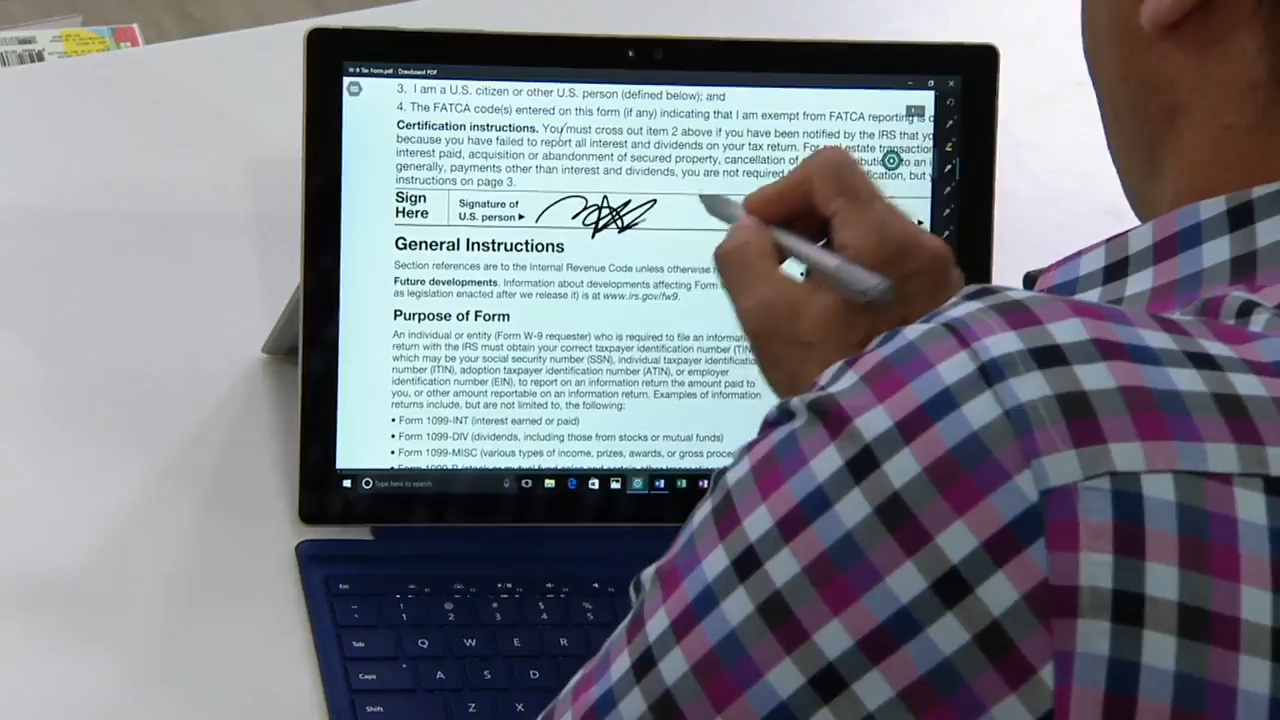 W-9 Tax Form.pdf - Drawboard PDF
3. I am a U.S. citizen or other U.S. person (defined below); and
4. The FATCA code(s) entered on this form (if any) indicating that I am exempt from FATCA reporting is
Certification instructions. You must cross out item 2 above if you have been notified by the IRS that
because you have failed to report all interest and dividends on your tax return. For real estate
interest paid, acquisition or abandonment of secured property, cancellation of
generally, payments other than interest and dividends, you are not required but
instructions on page 3.
Sign Here
Signature of U.S. person ▶
General Instructions
Section references are to the Internal Revenue Code unless otherwise
Future developments. Information about developments affecting Form
as legislation enacted after we release it) is at www.irs.gov/fw9.
Purpose of Form
An individual or entity (Form W-9 requester) who is required to file an
return with the IRS must obtain your correct taxpayer identification number (TIN
which may be your social security number (SSN), individual taxpayer
number (ITIN), adoption taxpayer identification number (ATIN), or employer
identification number (EIN), to report on an information return the amount paid to
you, or other amount reportable on an information return. Examples of information
returns include, but are not limited to, the following:
• Form 1099-INT (interest earned or paid)
• Form 1099-DIV (dividends, including those from stocks or mutual funds)
• Form 1099-MISC (various types of income, prizes, awards, or gross
Type here to search
Esc
! @ # $ %
1 2 3 4 5
Tab Q W E R
Caps A S D
Shift Z X